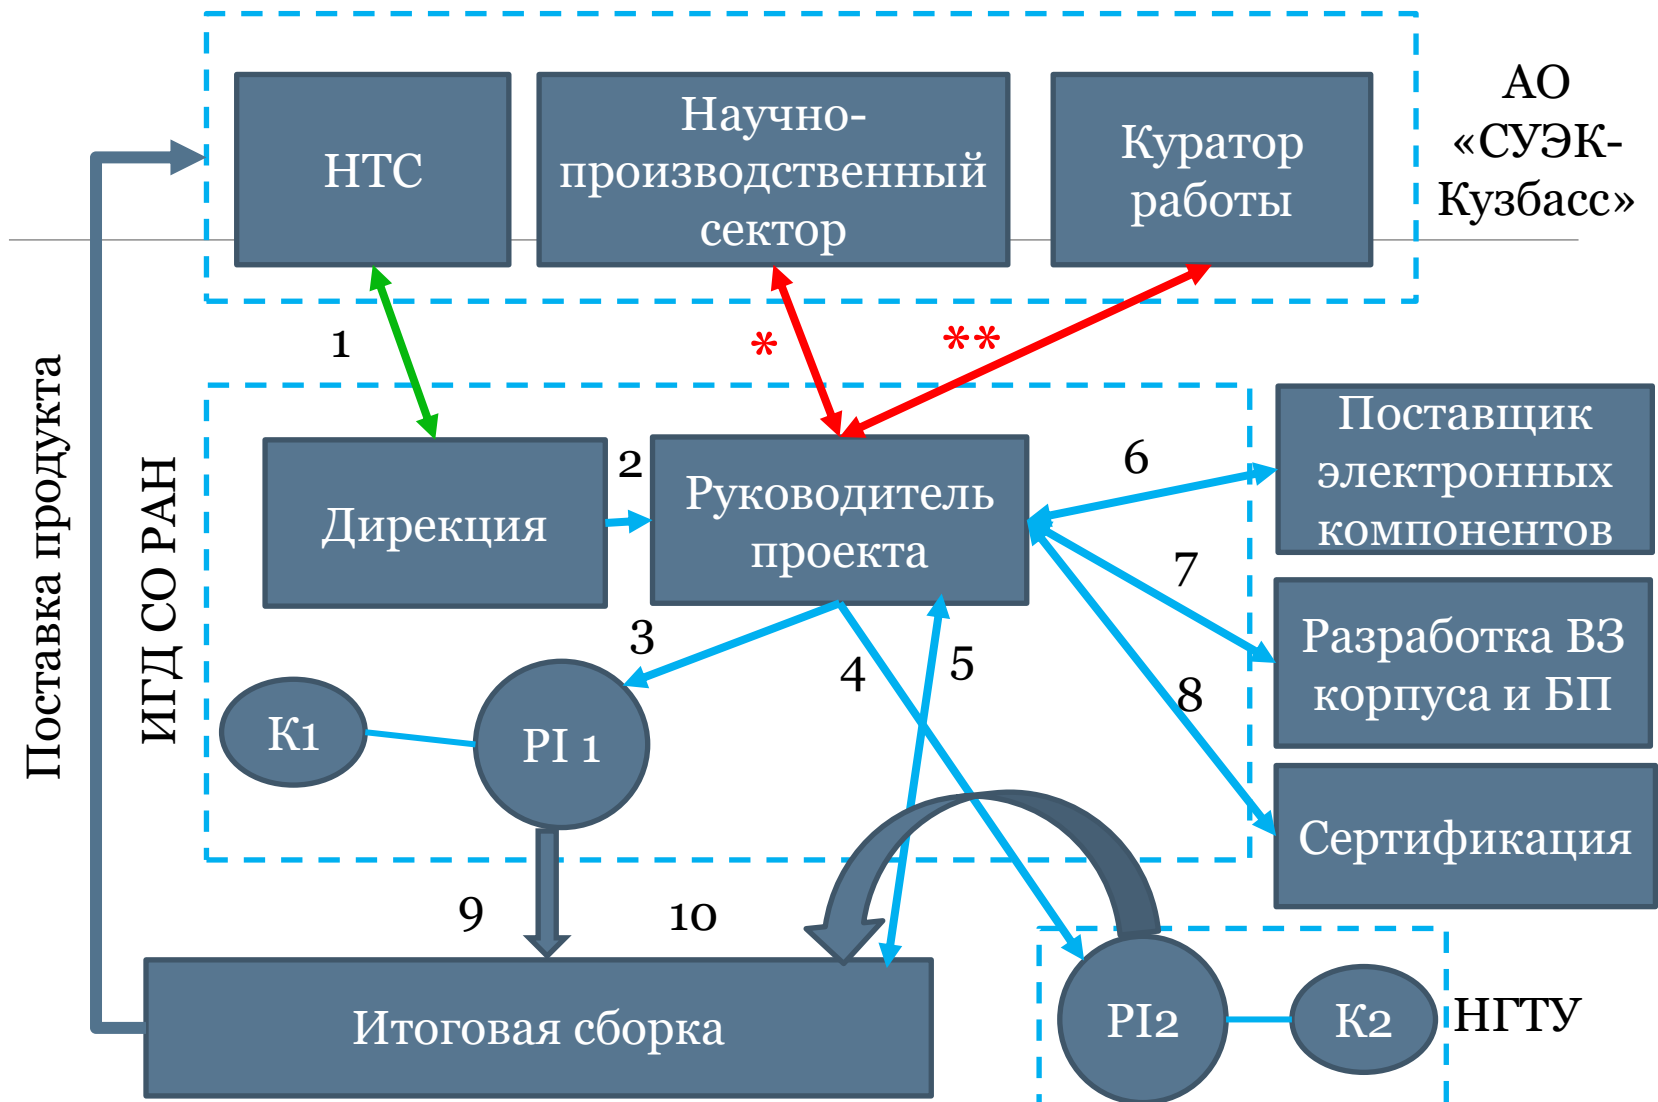 НТС
Научно-
производственный
сектор
Куратор
работы
АО
«СУЭК-
Кузбасс»
1
*
**
Поставка продукта
ИГД СО РАН
Дирекция
2
Руководитель
проекта
6
Поставщик
электронных
компонентов
7
Разработка ВЗ
корпуса и БП
3
4
5
8
К1
PI 1
Сертификация
9
10
Итоговая сборка
PI2
К2
НГТУ